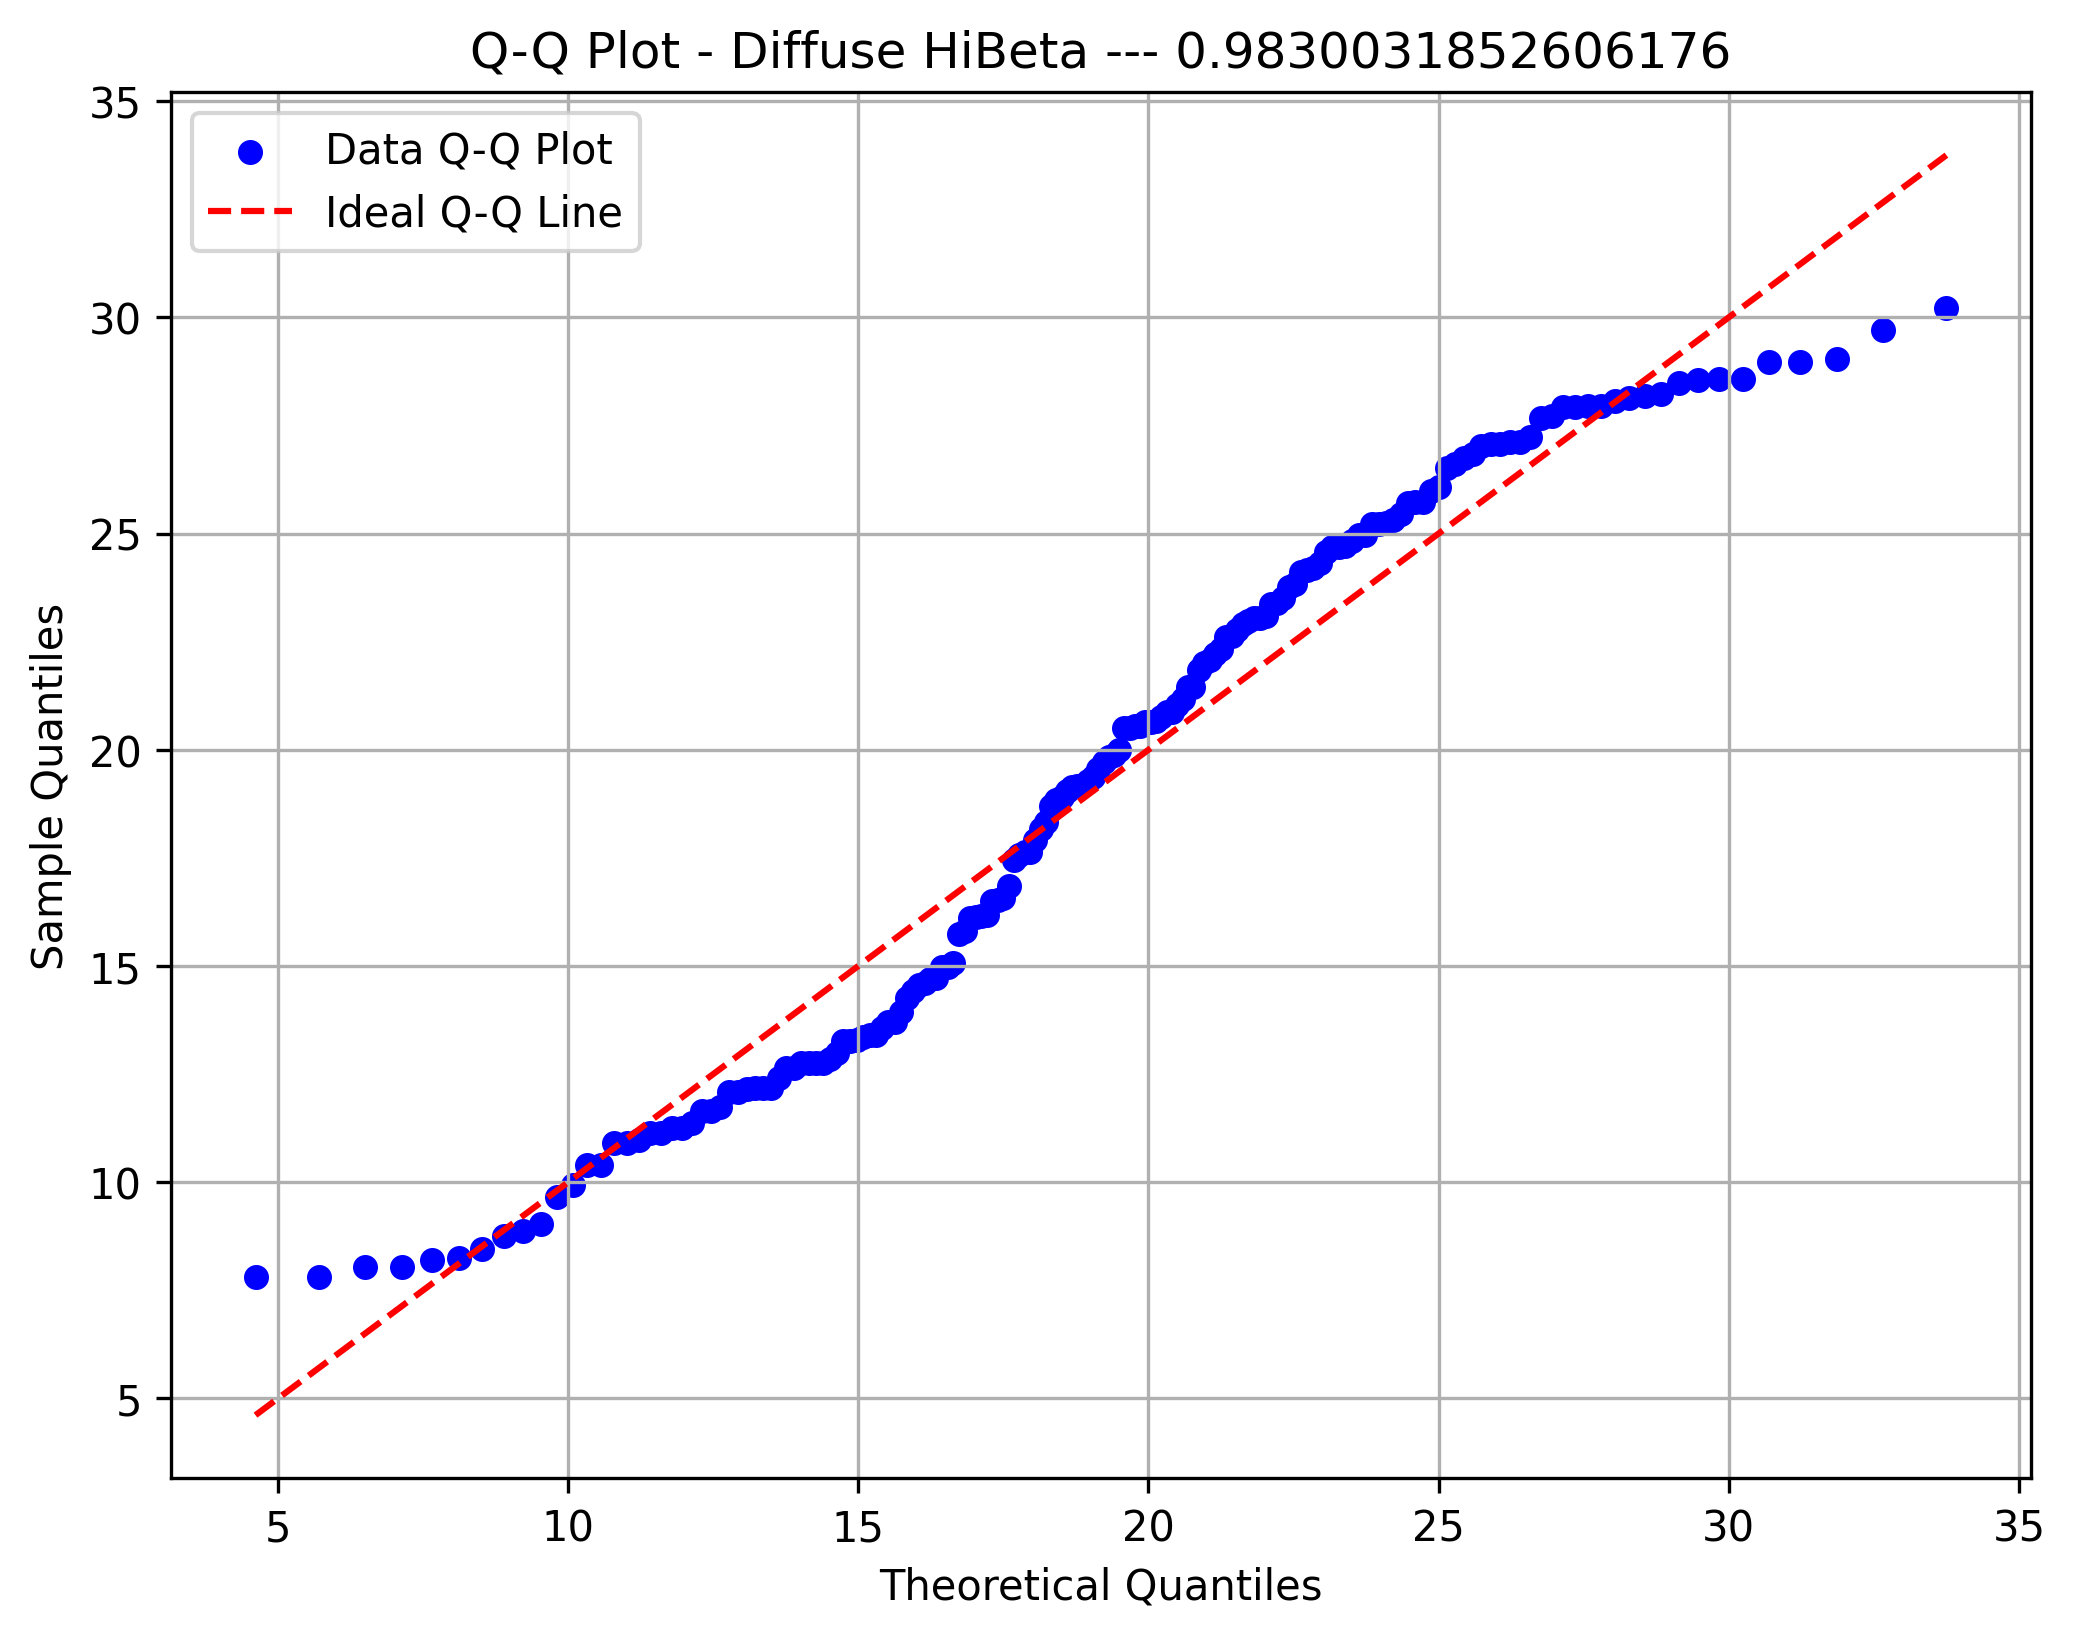 Q-Q Plot - Diffuse HiBeta --- 0.9830031852606176
Data Q-Q Plot
Ideal Q-Q Line
35
30
25
20
15
10
5
Sample Quantiles
5 10 15 20 25 30 35
Theoretical Quantiles